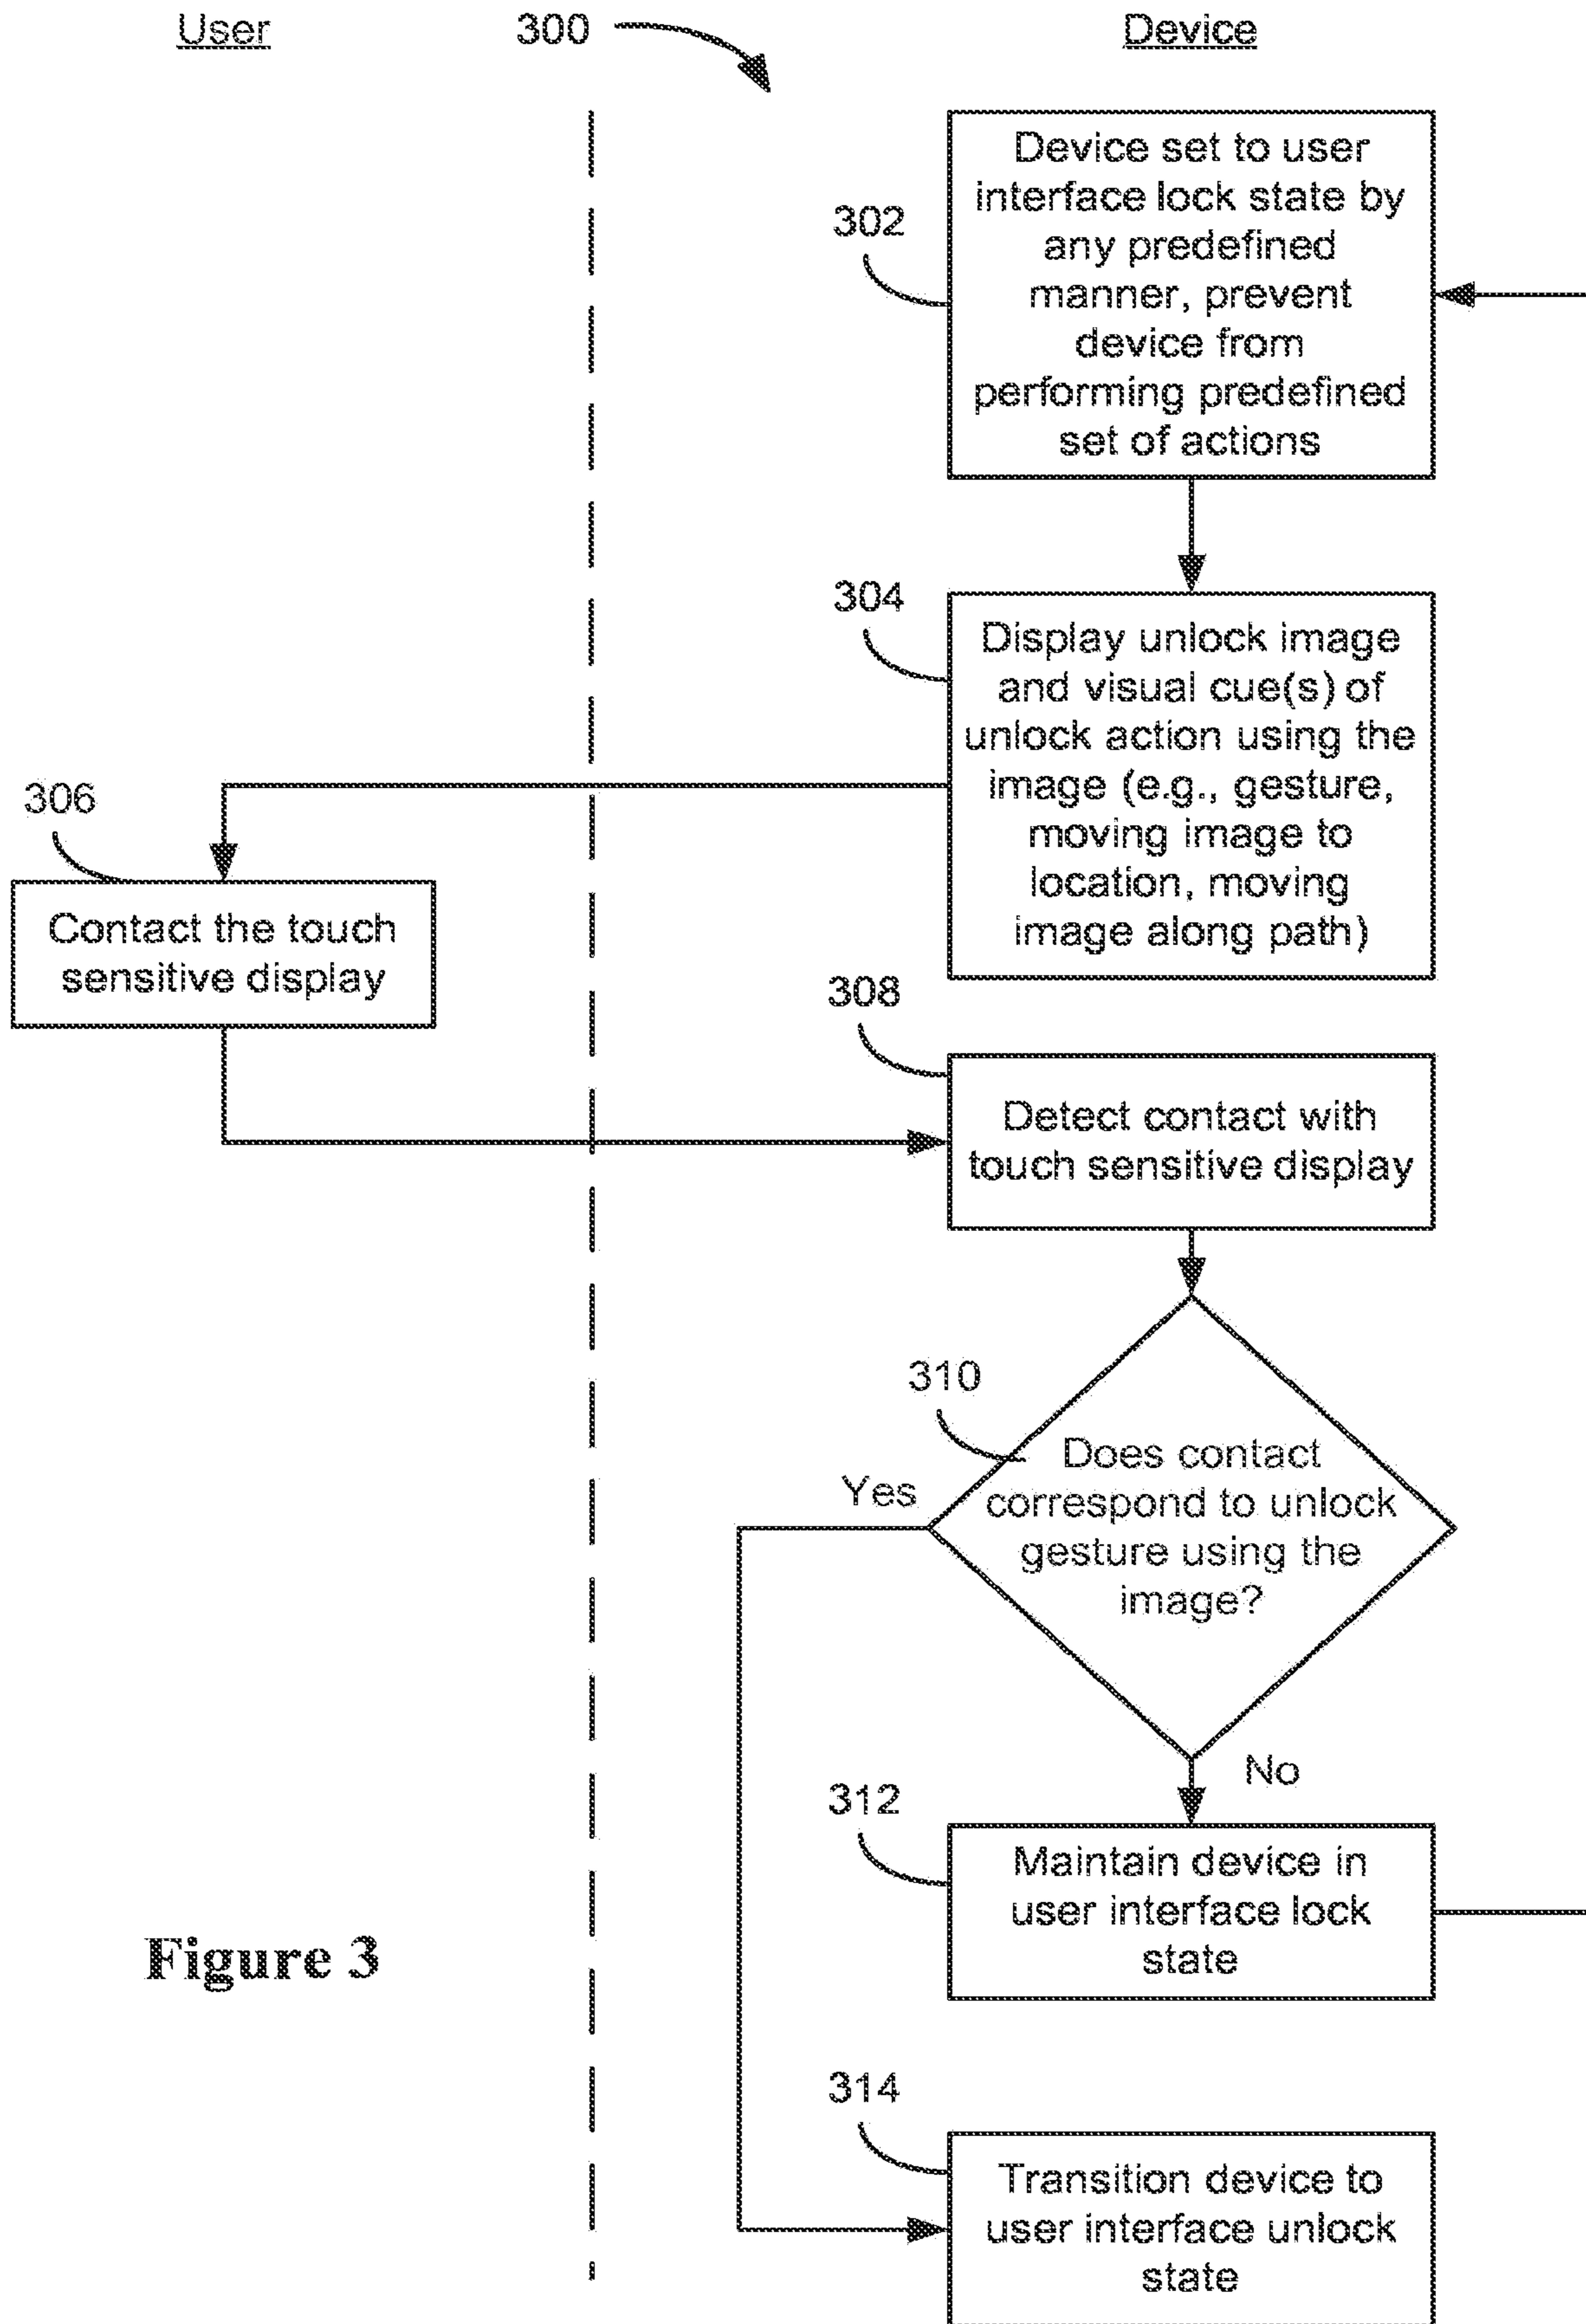 User
300
Device
302
Device set to user
interface lock state by
any predefined
manner, prevent
device from
performing predefined
set of actions
304
Display unlock image
and visual cue(s) of
unlock action using the
image (e.g., gesture,
moving image to
location, moving
image along path)
306
Contact the touch
sensitive display
308
Detect contact with
touch sensitive display
310
Does contact
correspond to unlock
gesture using the
image?
Yes
No
312
Maintain device in
user interface lock
state
Figure 3
314
Transition device to
user interface unlock
state